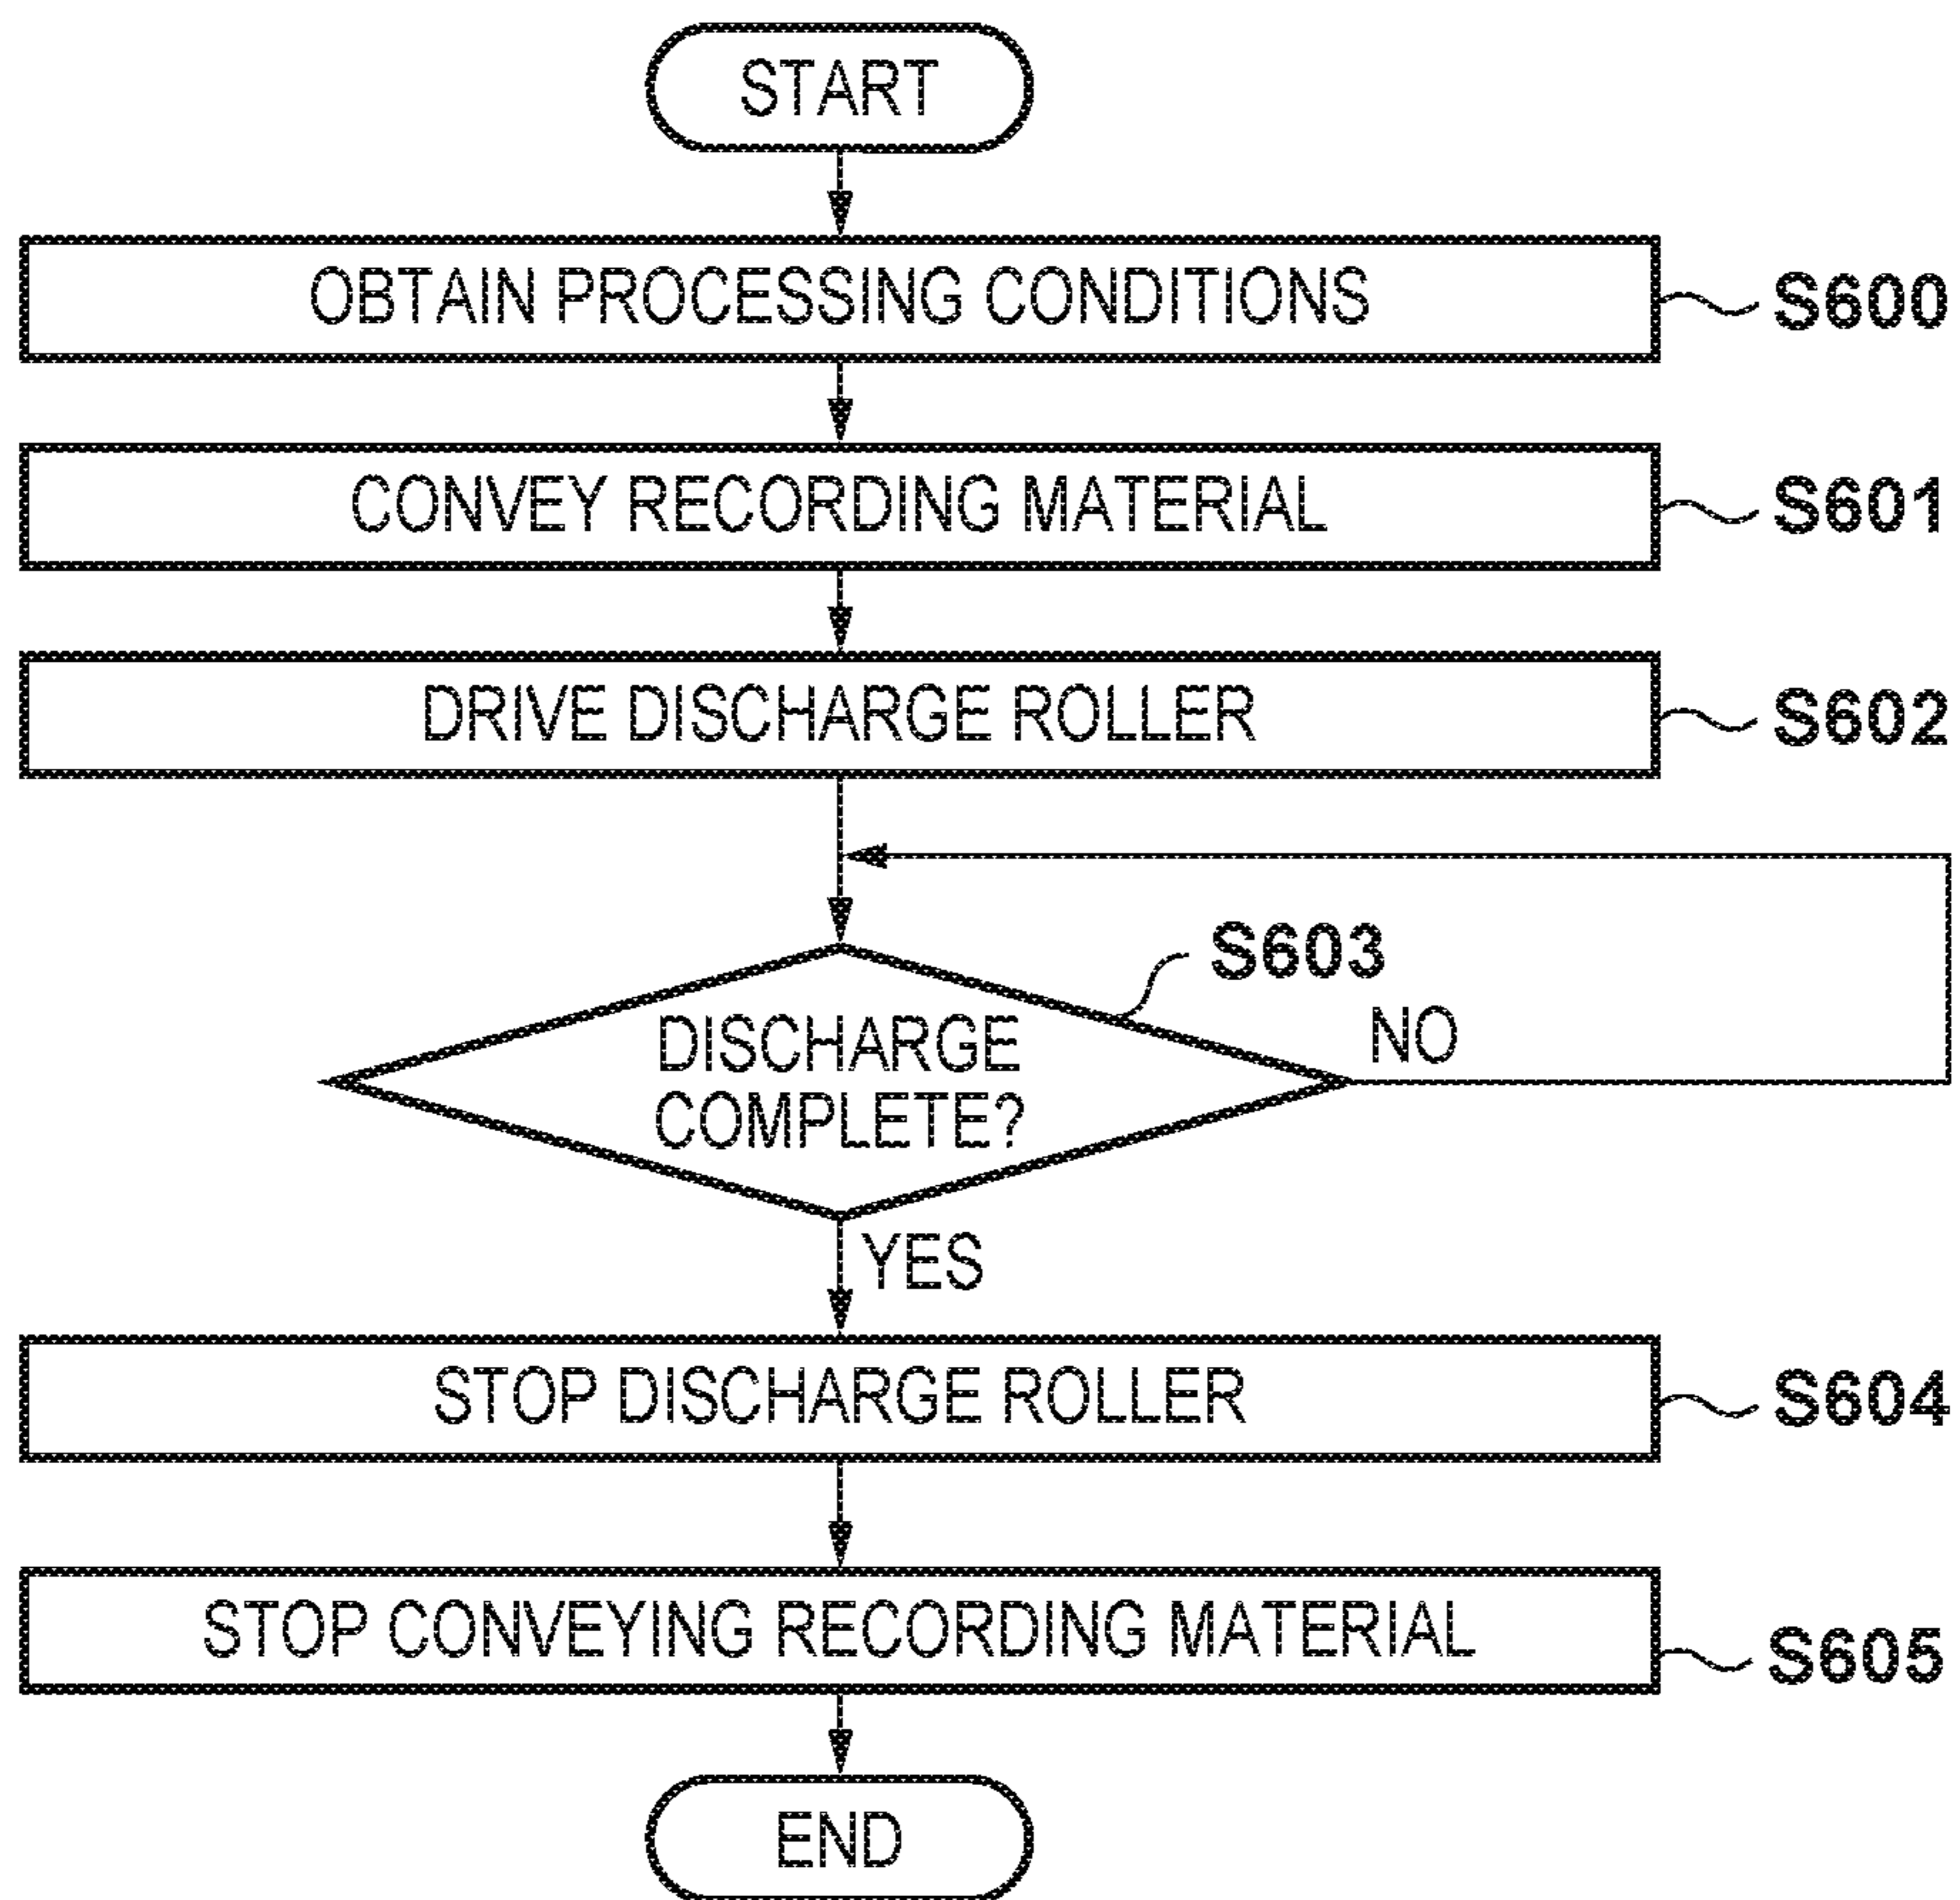 START
OBTAIN PROCESSING CONDITIONS
S600
CONVEY RECORDING MATERIAL
S601
DRIVE DISCHARGE ROLLER
S602
S603
DISCHARGE
COMPLETE?
NO
YES
STOP DISCHARGE ROLLER
S604
STOP CONVEYING RECORDING MATERIAL
S605
END